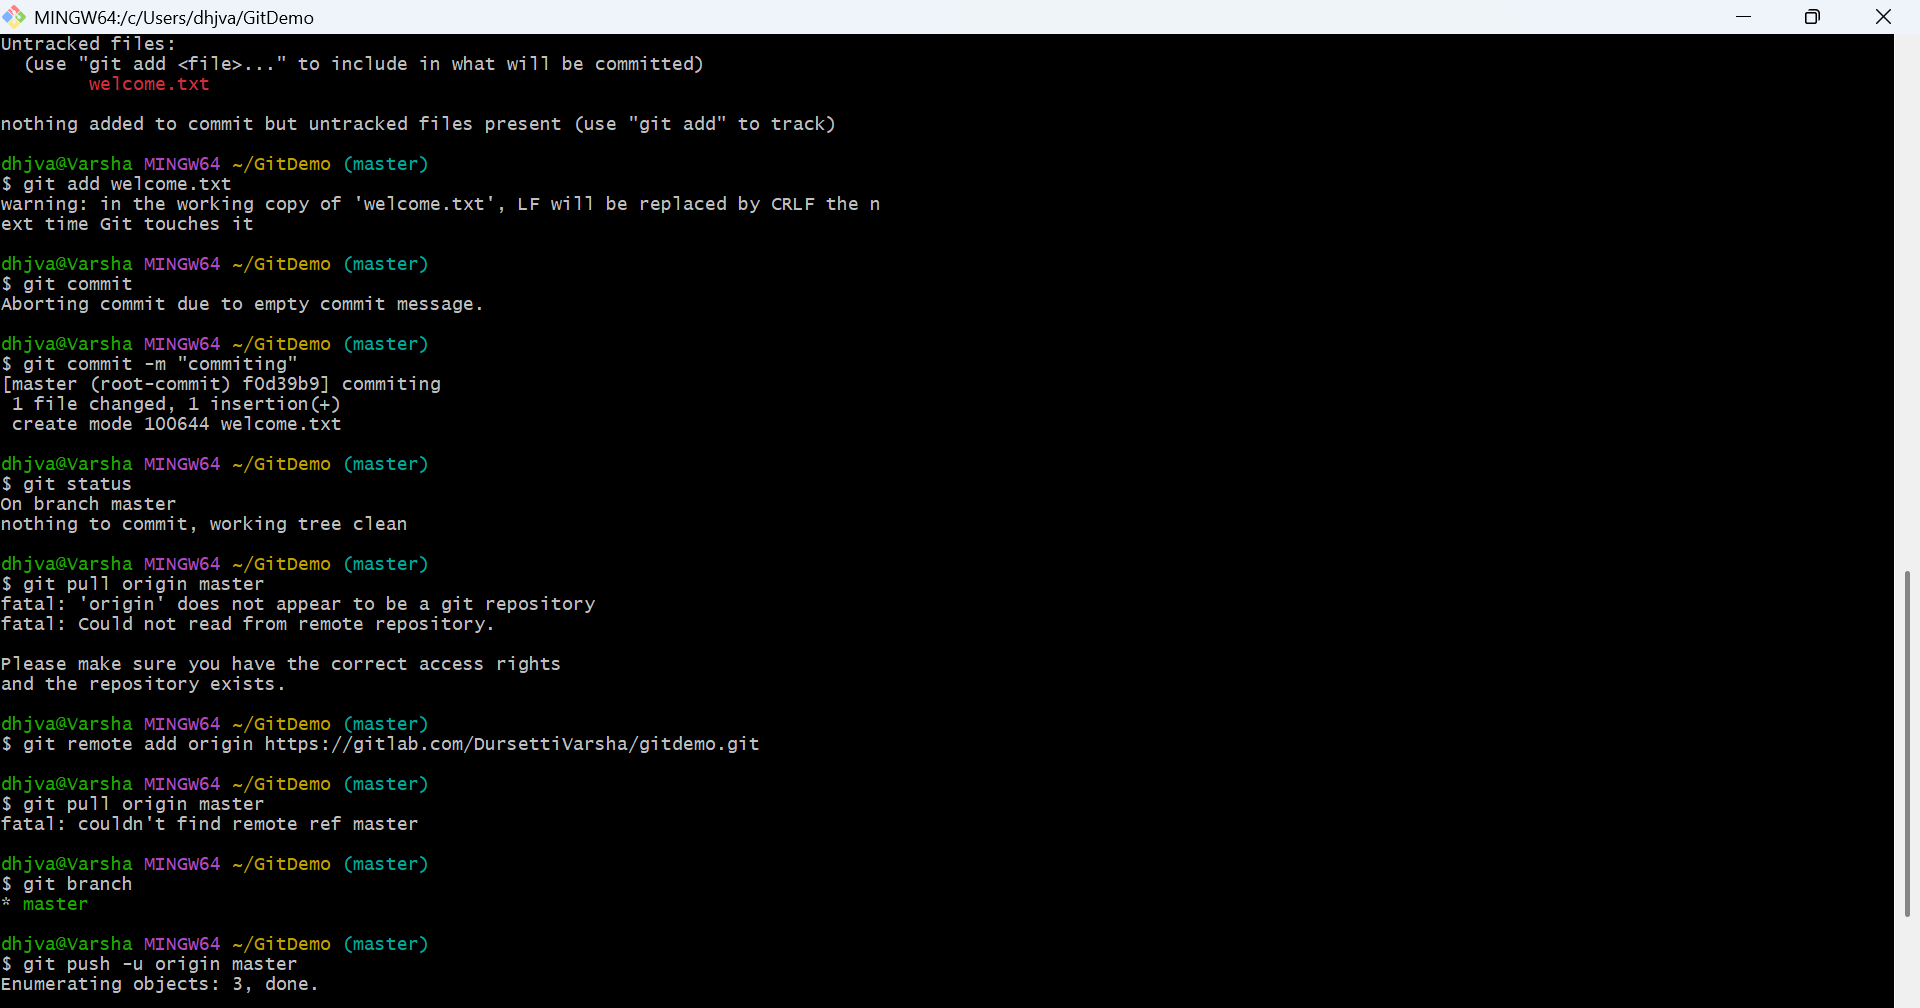 MINGW64:/c/Users/dhjva/GitDemo
Untracked files:
  (use "git add <file>..." to include in what will be committed)
        welcome.txt

nothing added to commit but untracked files present (use "git add" to track)

dhjva@Varsha MINGW64 ~/GitDemo (master)
$ git add welcome.txt
warning: in the working copy of 'welcome.txt', LF will be replaced by CRLF the n
ext time Git touches it

dhjva@Varsha MINGW64 ~/GitDemo (master)
$ git commit
Aborting commit due to empty commit message.

dhjva@Varsha MINGW64 ~/GitDemo (master)
$ git commit -m "commiting"
[master (root-commit) f0d39b9] commiting
 1 file changed, 1 insertion(+)
 create mode 100644 welcome.txt

dhjva@Varsha MINGW64 ~/GitDemo (master)
$ git status
On branch master
nothing to commit, working tree clean

dhjva@Varsha MINGW64 ~/GitDemo (master)
$ git pull origin master
fatal: 'origin' does not appear to be a git repository
fatal: Could not read from remote repository.

Please make sure you have the correct access rights
and the repository exists.

dhjva@Varsha MINGW64 ~/GitDemo (master)
$ git remote add origin https://gitlab.com/DursettiVarsha/gitdemo.git

dhjva@Varsha MINGW64 ~/GitDemo (master)
$ git pull origin master
fatal: couldn't find remote ref master

dhjva@Varsha MINGW64 ~/GitDemo (master)
$ git branch
* master

dhjva@Varsha MINGW64 ~/GitDemo (master)
$ git push -u origin master
Enumerating objects: 3, done.